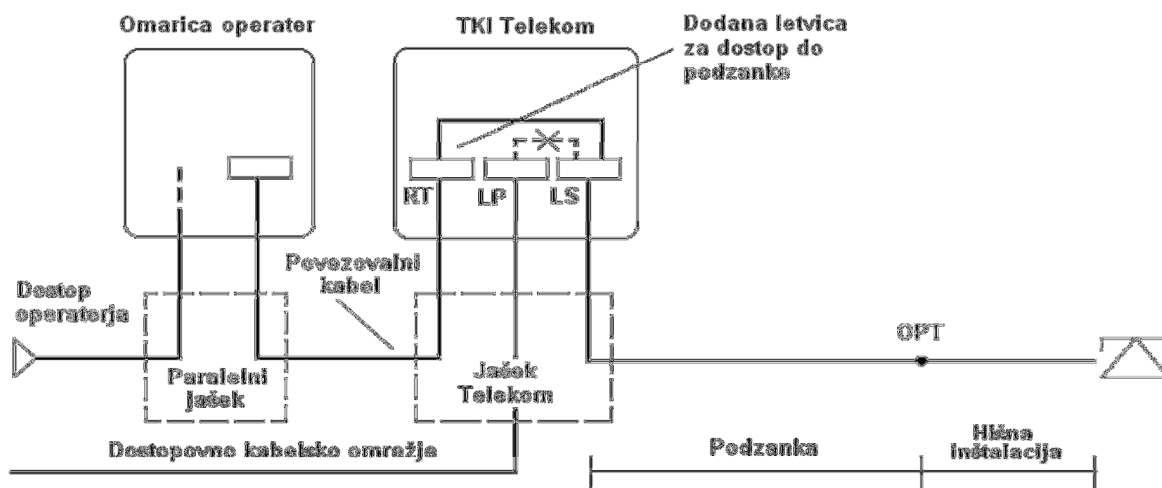 Omarica operater
TKI Telekom
Dodana letvica
za dostop do
podzanke
RT
LP
LS
Povezovalni
kabel
Dostop
operaterja
OPT
Paralelni
jašek
Jašek
Telekom
Dostopovno kabelsko omrežje
Podzanka
Hišna
inštalacija